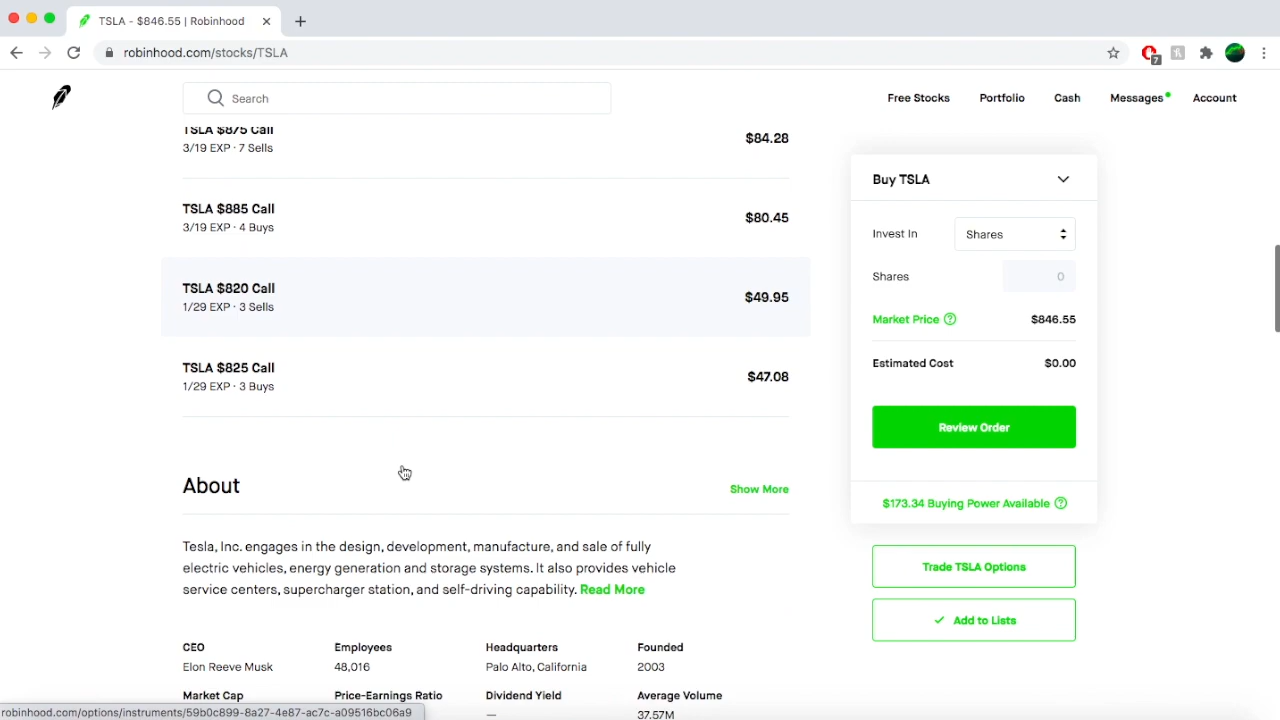 TSLA - $846.55 | Robinhood
robinhood.com/stocks/TSLA
7
Search
Free Stocks
Portfolio
Cash
Messages
Account
TSLA $875 Call
3/19 EXP · 7 Sells
$84.28
TSLA $885 Call
3/19 EXP · 4 Buys
$80.45
TSLA $820 Call
1/29 EXP · 3 Sells
$49.95
TSLA $825 Call
1/29 EXP · 3 Buys
$47.08
About
Show More
Tesla, Inc. engages in the design, development, manufacture, and sale of fully
electric vehicles, energy generation and storage systems. It also provides vehicle
service centers, supercharger station, and self-driving capability. Read More
CEO
Elon Reeve Musk
Employees
48,016
Headquarters
Palo Alto, California
Founded
2003
Market Cap
Price-Earnings Ratio
Dividend Yield
—
Average Volume
37.57M
Buy TSLA
Invest In
Shares
Shares
0
Market Price ?
$846.55
Estimated Cost
$0.00
Review Order
$173.34 Buying Power Available ?
Trade TSLA Options
Add to Lists
robinhood.com/options/instruments/59b0c899-8a27-4e87-ac7c-a09516bc06a9